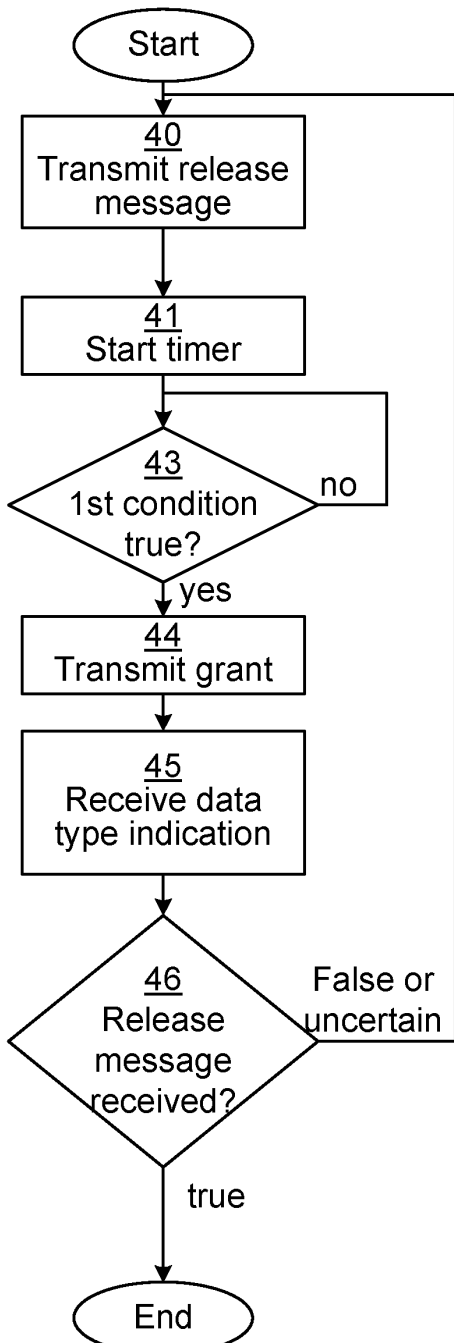 Start
40
Transmit release
message
41
Start timer
43
1st condition
true?
no
yes
44
Transmit grant
45
Receive data
type indication
46
Release
message
received?
False or
uncertain
true
End